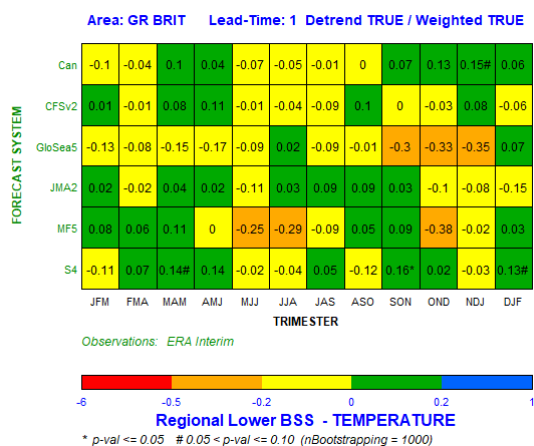 Area: GR BRIT Lead-Time: 1 Detrend TRUE / Weighted TRUE
FORECAST SYSTEM
Can -0.1 -0.04 0.1 0.04 -0.07 -0.05 -0.01 0 0.07 0.13 0.15# 0.06
CFSv2 0.01 -0.01 0.08 0.11 -0.01 -0.04 -0.09 0.1 0 -0.03 0.08 -0.06
GloSea5 -0.13 -0.08 -0.15 -0.17 -0.09 0.02 -0.09 -0.01 -0.3 -0.33 -0.35 0.07
JMA2 0.02 -0.02 0.04 0.02 -0.11 0.03 0.09 0.09 0.03 -0.1 -0.08 -0.15
MF5 0.08 0.06 0.11 0 -0.25 -0.29 -0.09 0.05 0.09 -0.38 -0.02 0.03
S4 -0.11 0.07 0.14# 0.14 -0.02 -0.04 0.05 -0.12 0.16* 0.02 -0.03 0.13#
JFM FMA MAM AMJ MJJ JJA JAS ASO SON OND NDJ DJF
TRIMESTER
Observations: ERA Interim
-6 -0.5 -0.2 0 0.2 1
Regional Lower BSS - TEMPERATURE
* p-val <= 0.05 # 0.05 < p-val <= 0.10 (nBootstrapping = 1000)